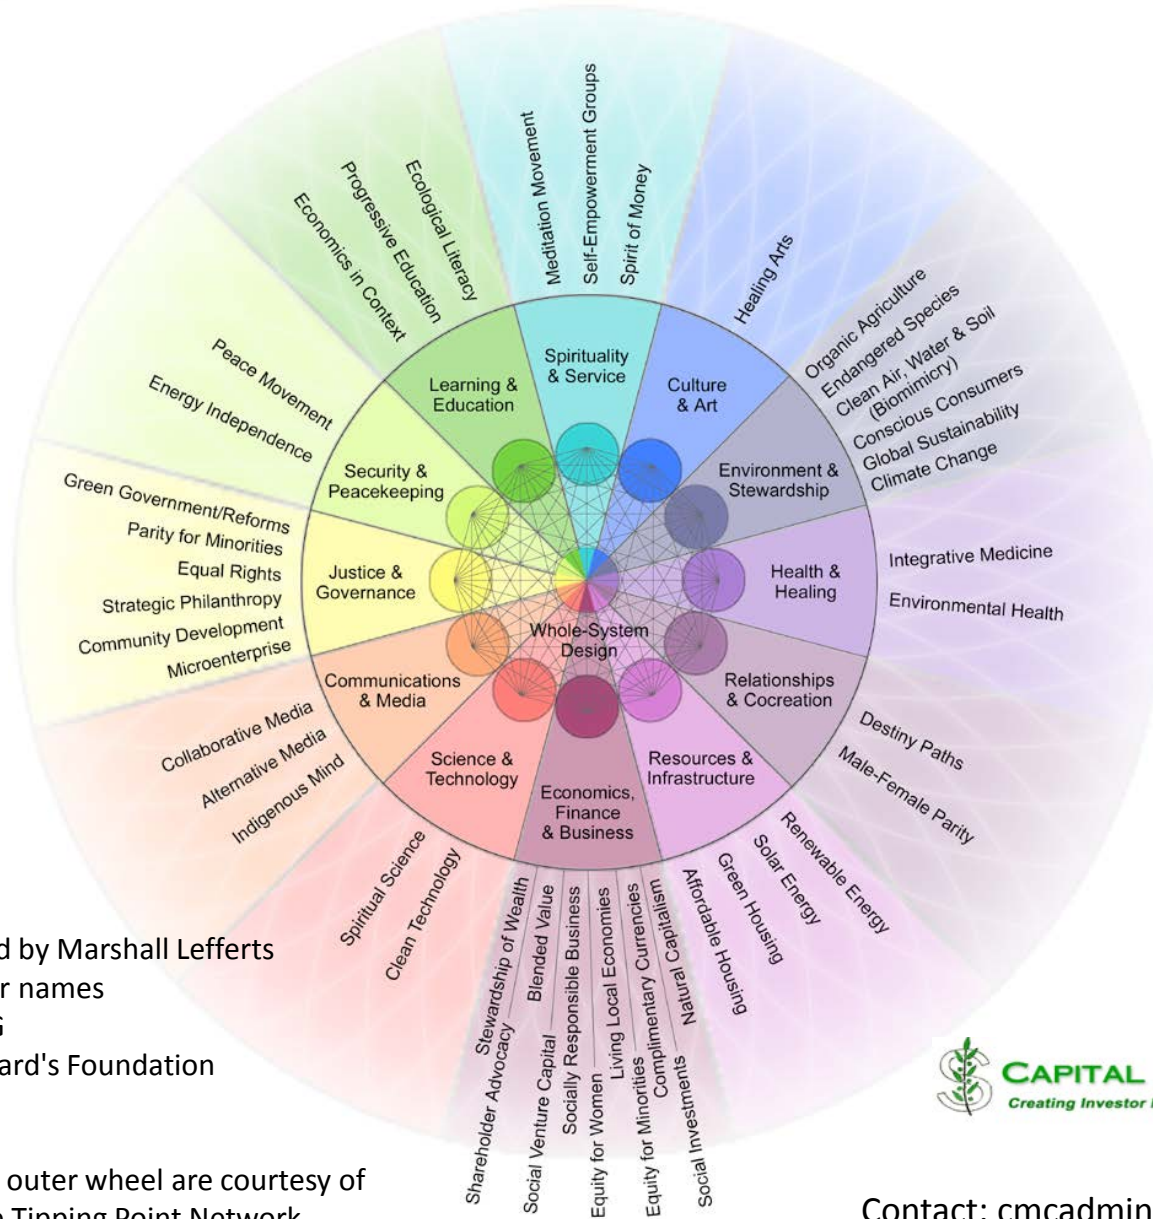 Meditation Movement
Self-Empowerment Groups
Spirit of Money
Healing Arts
Organic Agriculture
Endangered Species
Clean Air, Water & Soil
(Biomimicry)
Conscious Consumers
Global Sustainability
Climate Change
Integrative Medicine
Environmental Health
Destiny Paths
Male-Female Parity
Renewable Energy
Solar Energy
Green Housing
Affordable Housing
Natural Capitalism
Social Investments
Complimentary Currencies
Equity for Minorities
Living Local Economies
Equity for Women
Socially Responsible Business
Social Venture Capital
Blended Value
Shareholder Advocacy
Stewardship of Wealth
Clean Technology
Spiritual Science
Indigenous Mind
Alternative Media
Collaborative Media
Microenterprise
Community Development
Strategic Philanthropy
Equal Rights
Parity for Minorities
Green Government/Reforms
Energy Independence
Peace Movement
Economics in Context
Progressive Education
Ecological Literacy
Spirituality
& Service
Culture
& Art
Environment &
Stewardship
Health &
Healing
Relationships
& Cocreation
Resources &
Infrastructure
Economics,
Finance
& Business
Science &
Technology
Communications
& Media
Justice &
Governance
Security &
Peacekeeping
Learning &
Education
Whole-System
Design
by Marshall Lefferts
names
Foundation
outer wheel are courtesy of
Tipping Point Network
CAPITAL
Creating Investor
Contact: cmcadmin